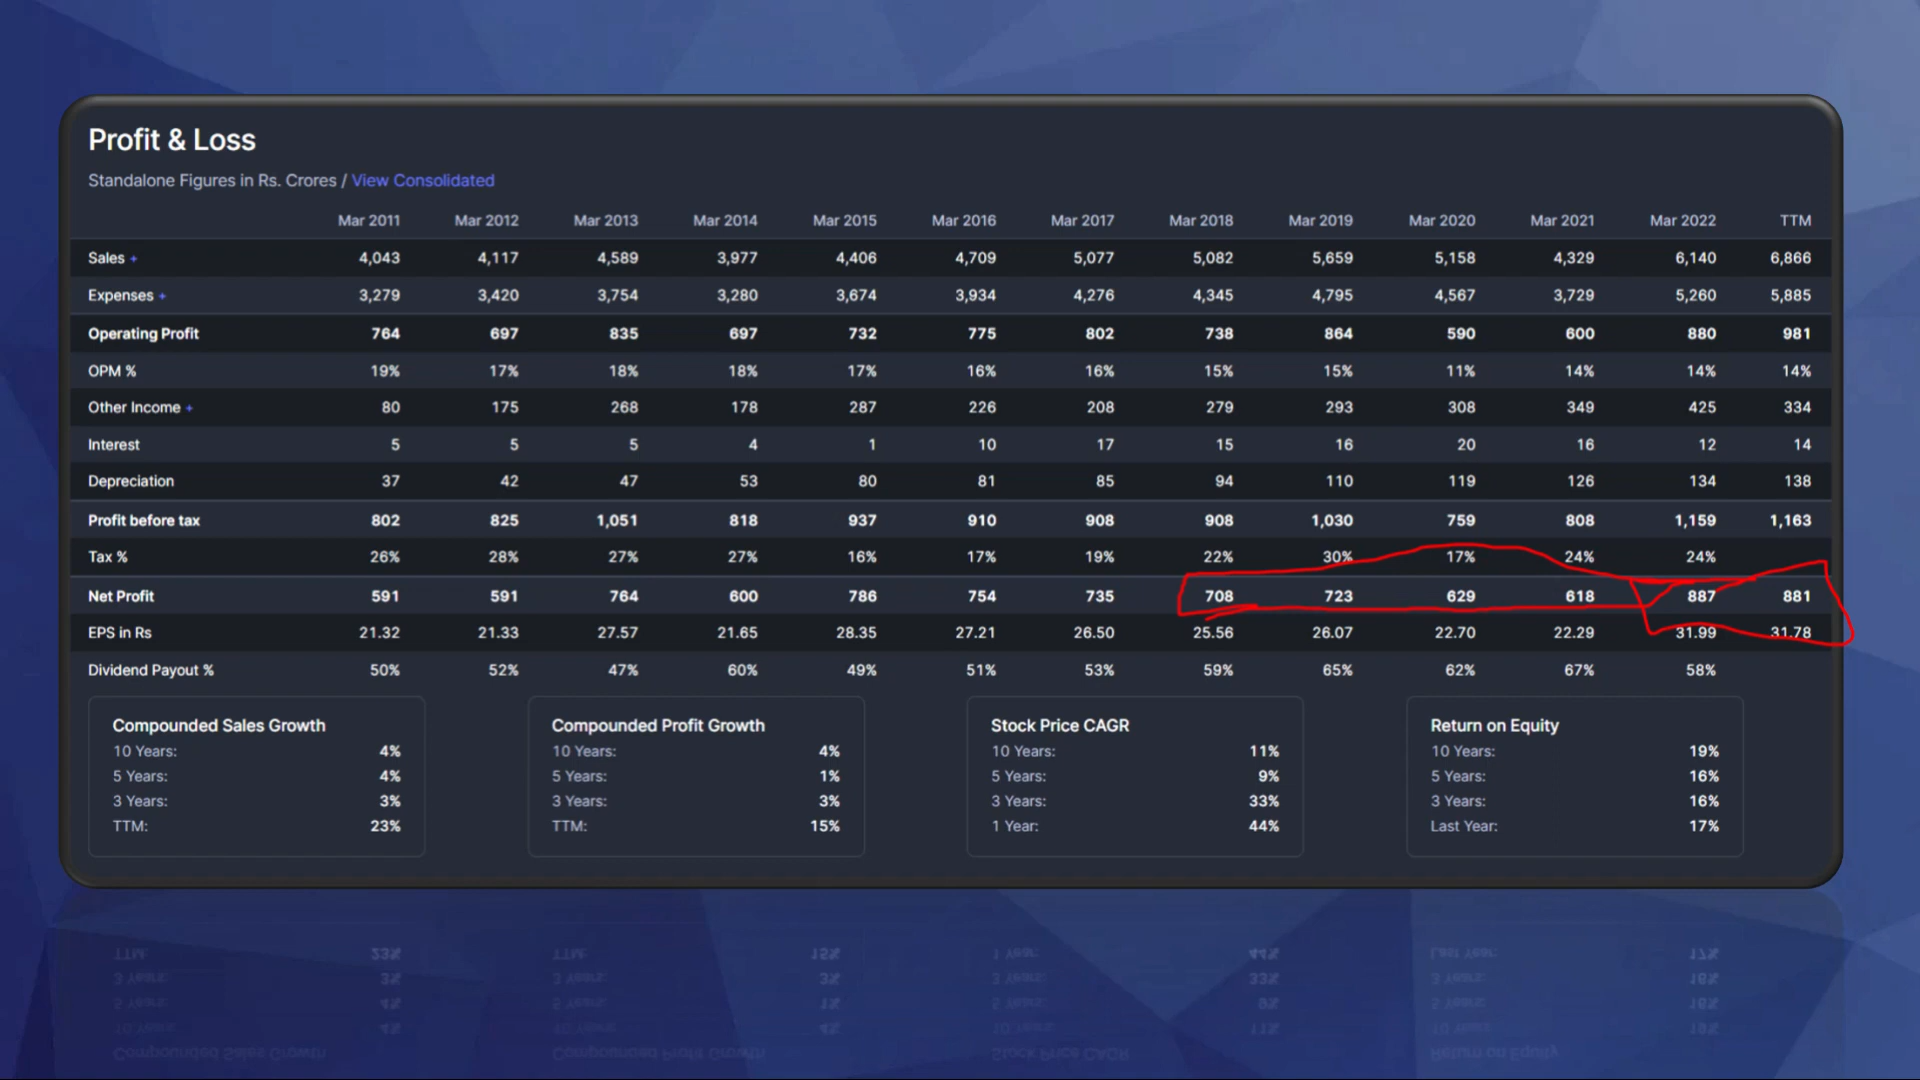 Profit & Loss
Standalone Figures in Rs. Crores / View Consolidated
Mar 2011 Mar 2012 Mar 2013 Mar 2014 Mar 2015 Mar 2016 Mar 2017 Mar 2018 Mar 2019 Mar 2020 Mar 2021 Mar 2022 TTM
Sales + 4,043 4,117 4,589 3,977 4,406 4,709 5,077 5,082 5,659 5,158 4,329 6,140 6,866
Expenses + 3,279 3,420 3,754 3,280 3,674 3,934 4,276 4,345 4,795 4,567 3,729 5,260 5,885
Operating Profit 764 697 835 697 732 775 802 738 864 590 600 880 981
OPM % 19% 17% 18% 18% 17% 16% 16% 15% 15% 11% 14% 14% 14%
Other Income + 80 175 268 178 287 226 208 279 293 308 349 425 334
Interest 5 5 5 4 1 10 17 15 16 20 16 12 14
Depreciation 37 42 47 53 80 81 85 94 110 119 126 134 138
Profit before tax 802 825 1,051 818 937 910 908 908 1,030 759 808 1,159 1,163
Tax % 26% 28% 27% 27% 16% 17% 19% 22% 30% 17% 24% 24%
Net Profit 591 591 764 600 786 754 735 708 723 629 618 887 881
EPS in Rs 21.32 21.33 27.57 21.65 28.35 27.21 26.50 25.56 26.07 22.70 22.29 31.99 31.78
Dividend Payout % 50% 52% 47% 60% 49% 51% 53% 59% 65% 62% 67% 58%
Compounded Sales Growth
10 Years: 4%
5 Years: 4%
3 Years: 3%
TTM: 23%
Compounded Profit Growth
10 Years: 4%
5 Years: 1%
3 Years: 3%
TTM: 15%
Stock Price CAGR
10 Years: 11%
5 Years: 9%
3 Years: 33%
1 Year: 44%
Return on Equity
10 Years: 19%
5 Years: 16%
3 Years: 16%
Last Year: 17%